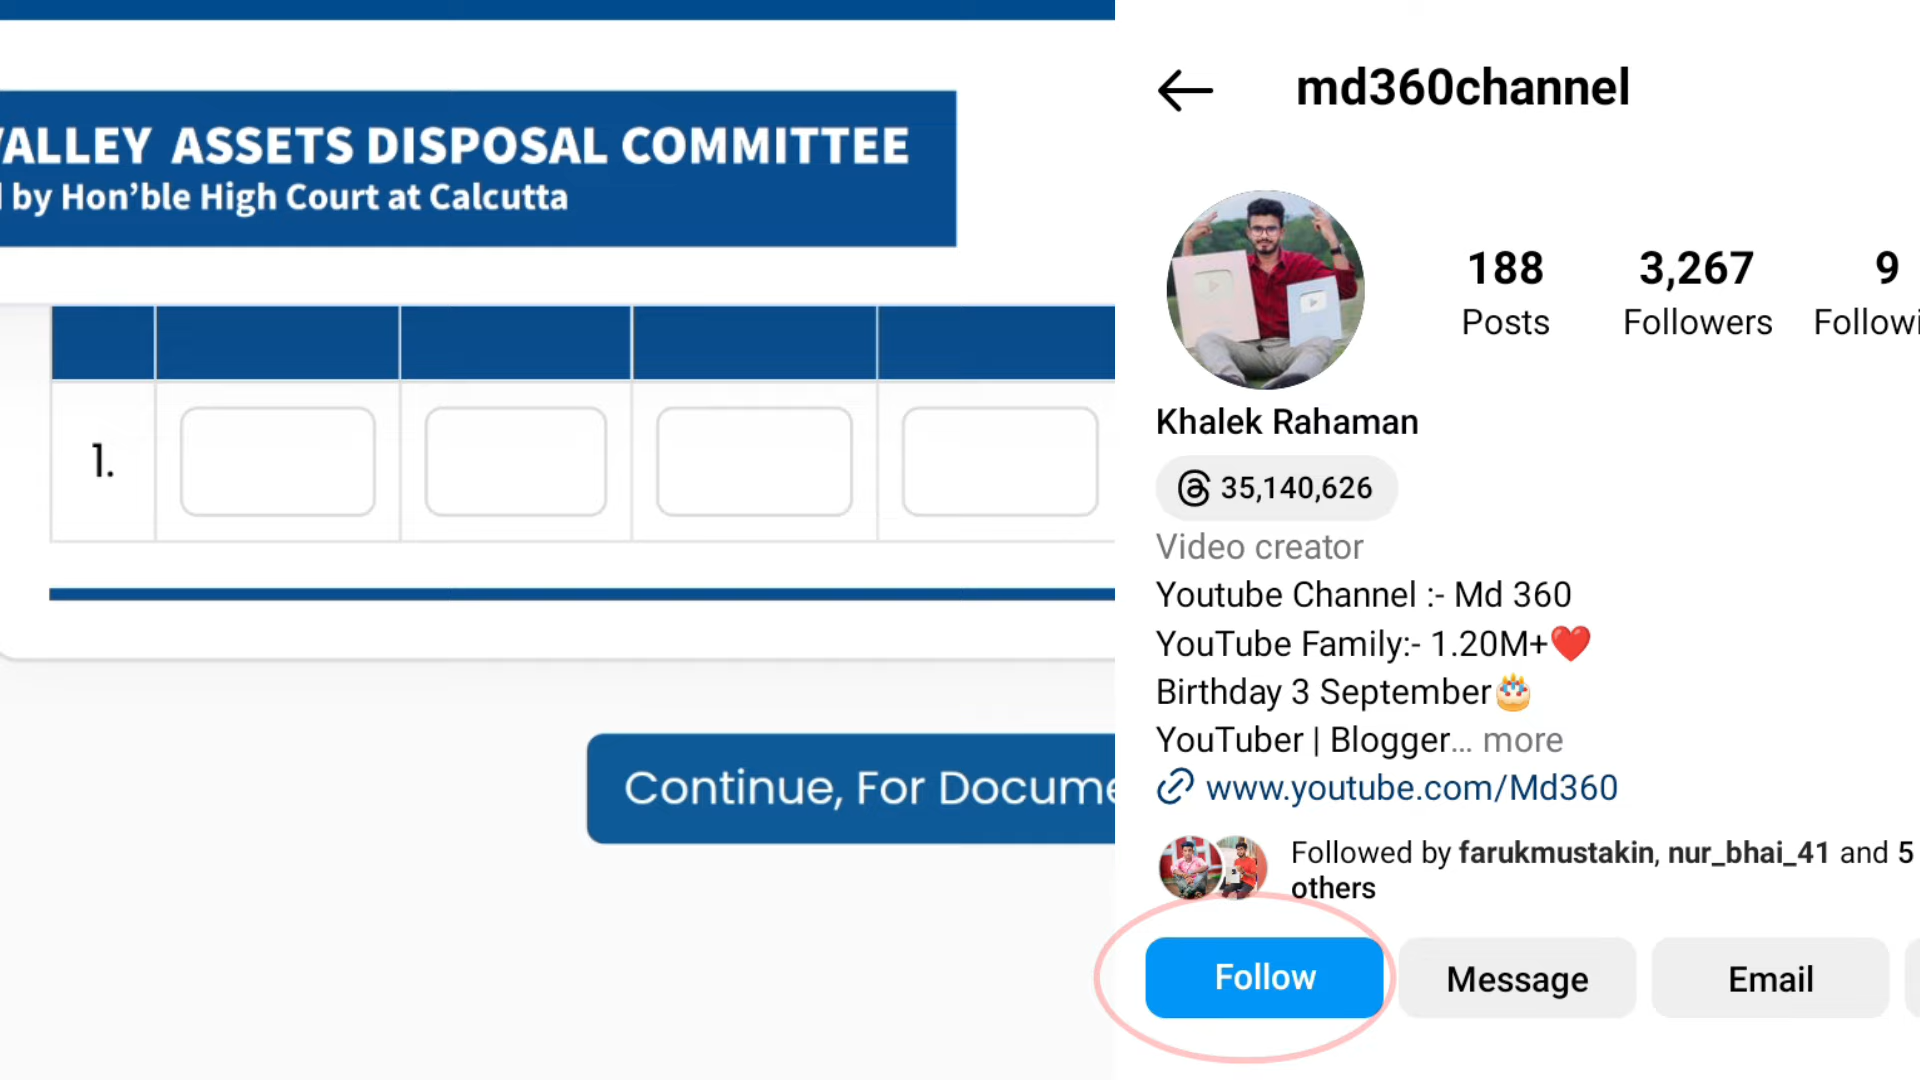 VALLEY ASSETS DISPOSAL COMMITTEE
by Hon'ble High Court at Calcutta
1.
Continue, For Docume
md360channel
188
Posts
3,267
Followers
9
Followi
Khalek Rahaman
35,140,626
Video creator
Youtube Channel :- Md 360
YouTube Family:- 1.20M+❤️
Birthday 3 September🎂
YouTuber | Blogger... more
www.youtube.com/Md360
Followed by farukmustakin, nur_bhai_41 and 5
others
Follow
Message
Email